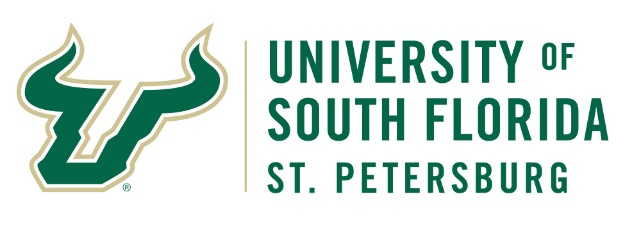 UNIVERSITY OF
SOUTH FLORIDA
ST. PETERSBURG
®